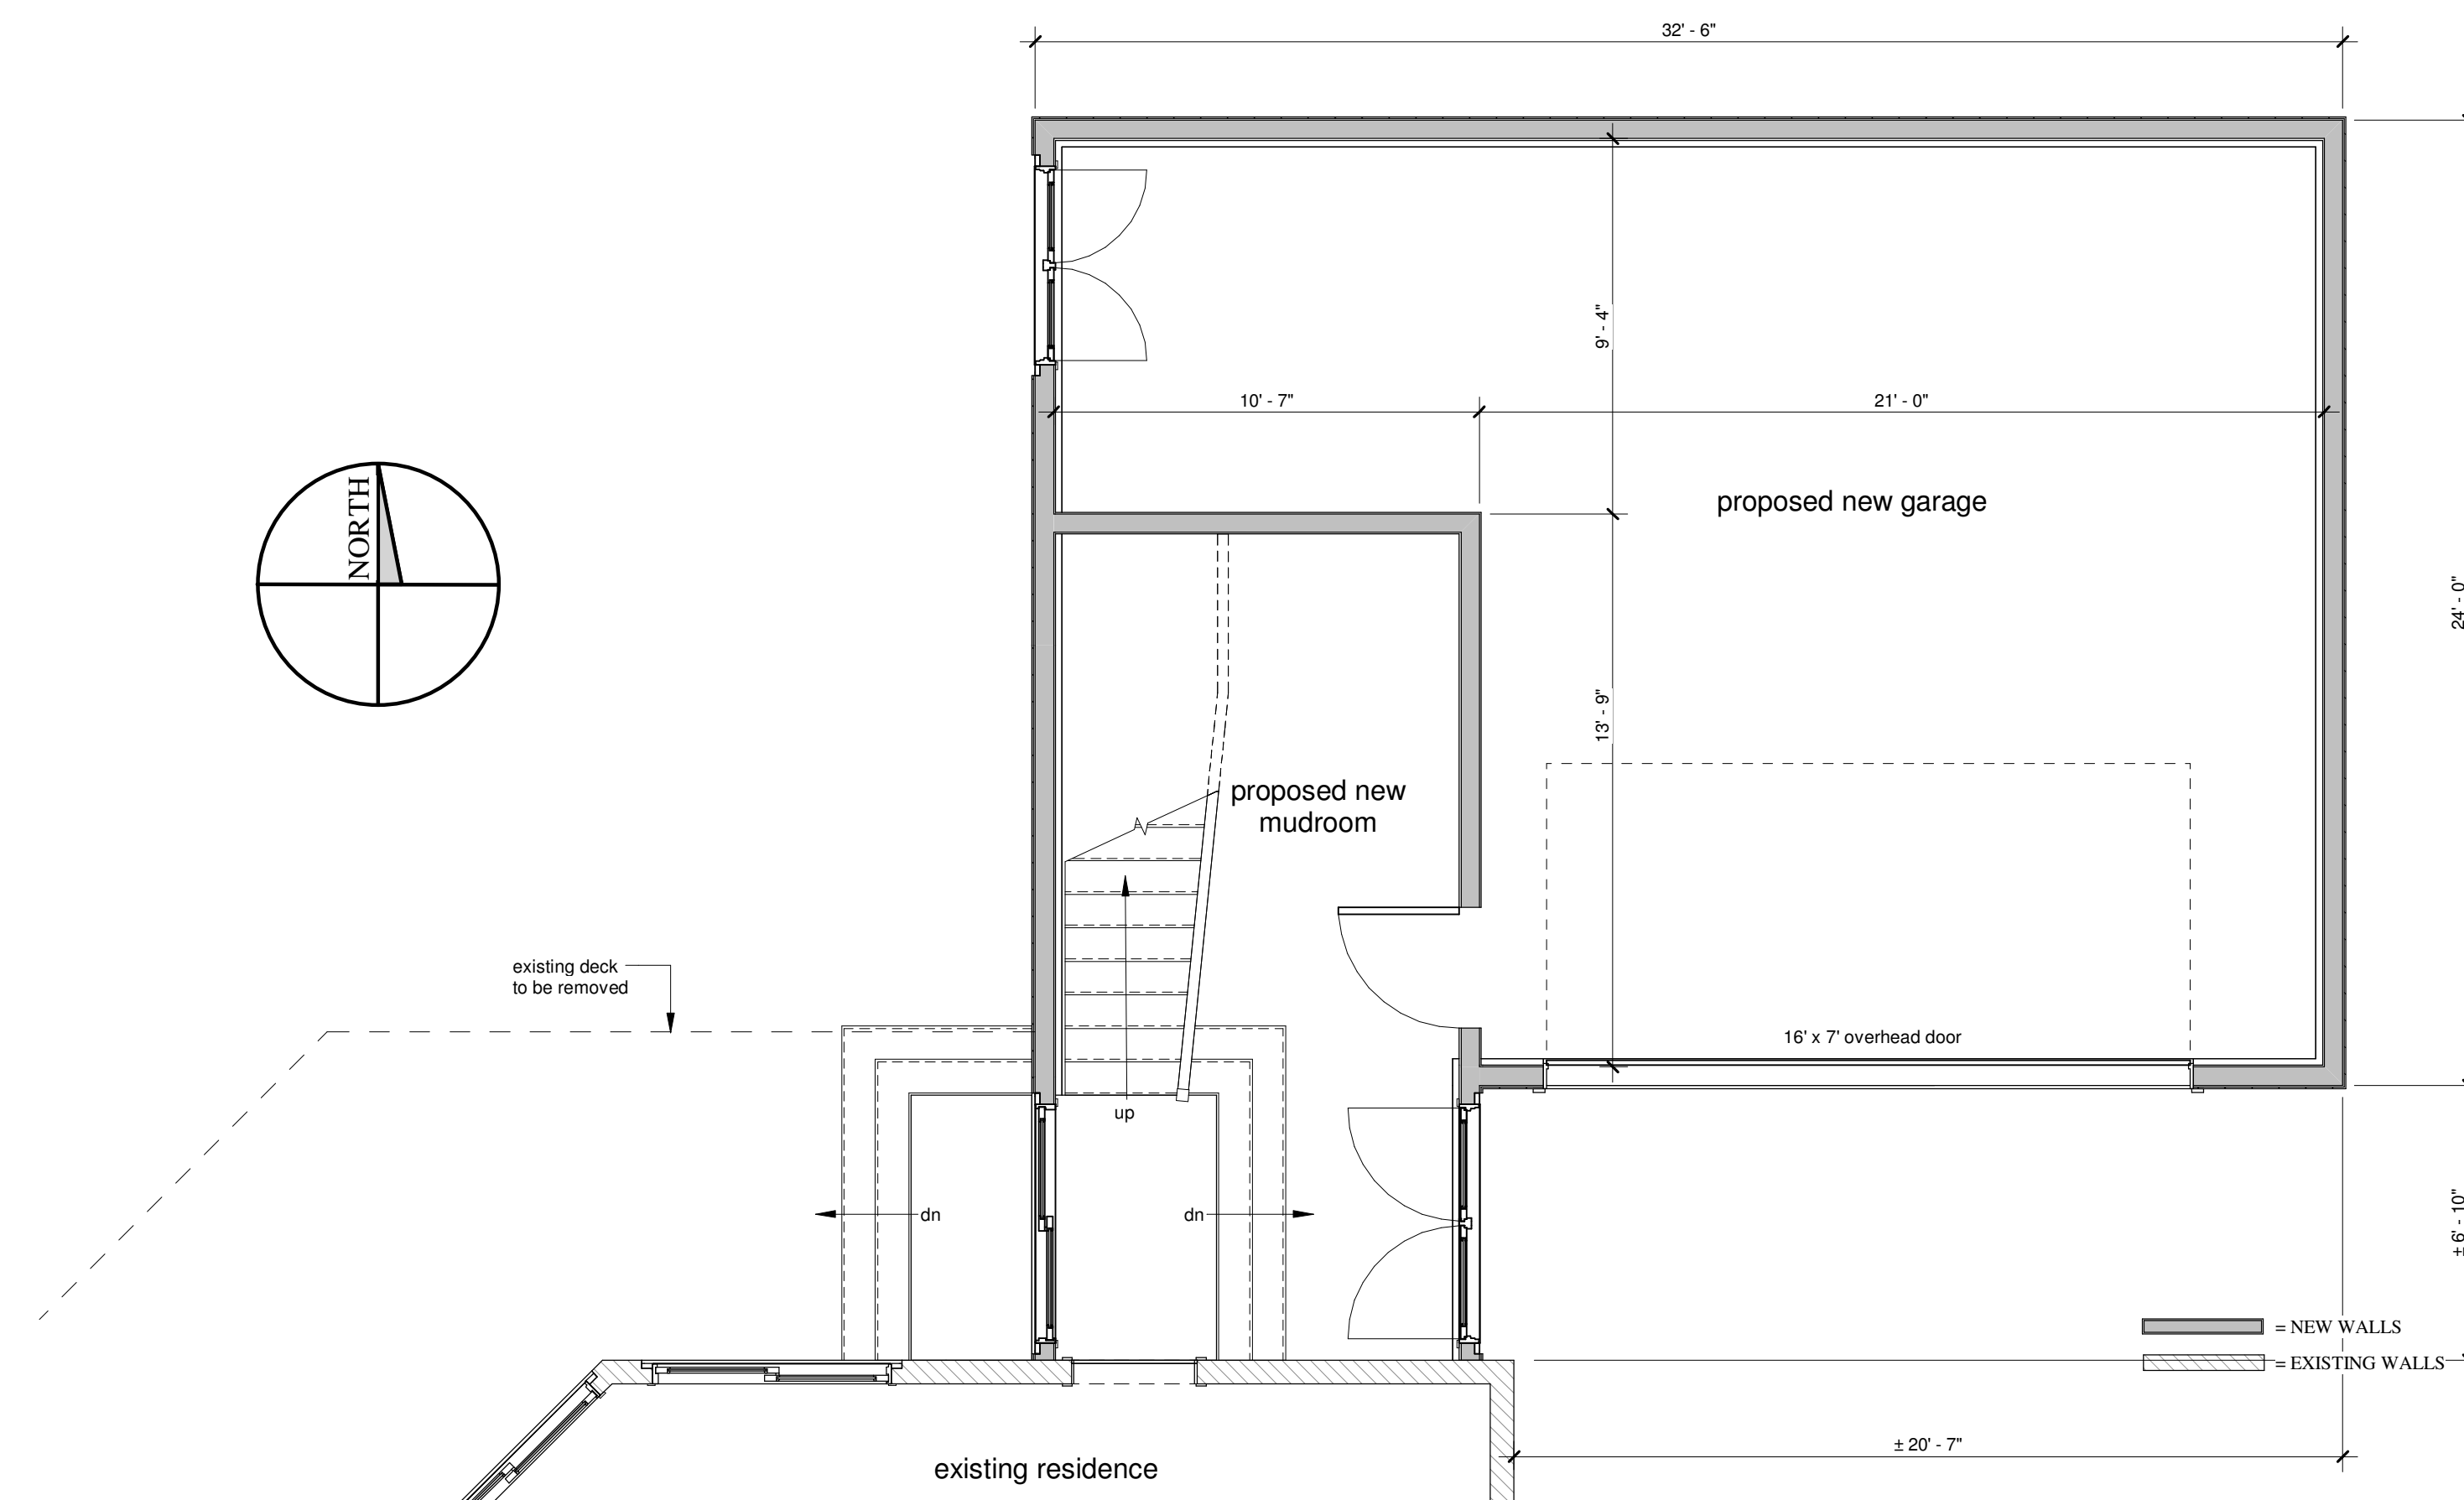 32' - 6"
9' - 4"
10' - 7"
21' - 0"
NORTH
proposed new garage
24' - 0"
13' - 9"
proposed new
mudroom
existing deck
to be removed
16' x 7' overhead door
up
dn
dn
± 6' - 10"
= NEW WALLS
= EXISTING WALLS
± 20' - 7"
existing residence